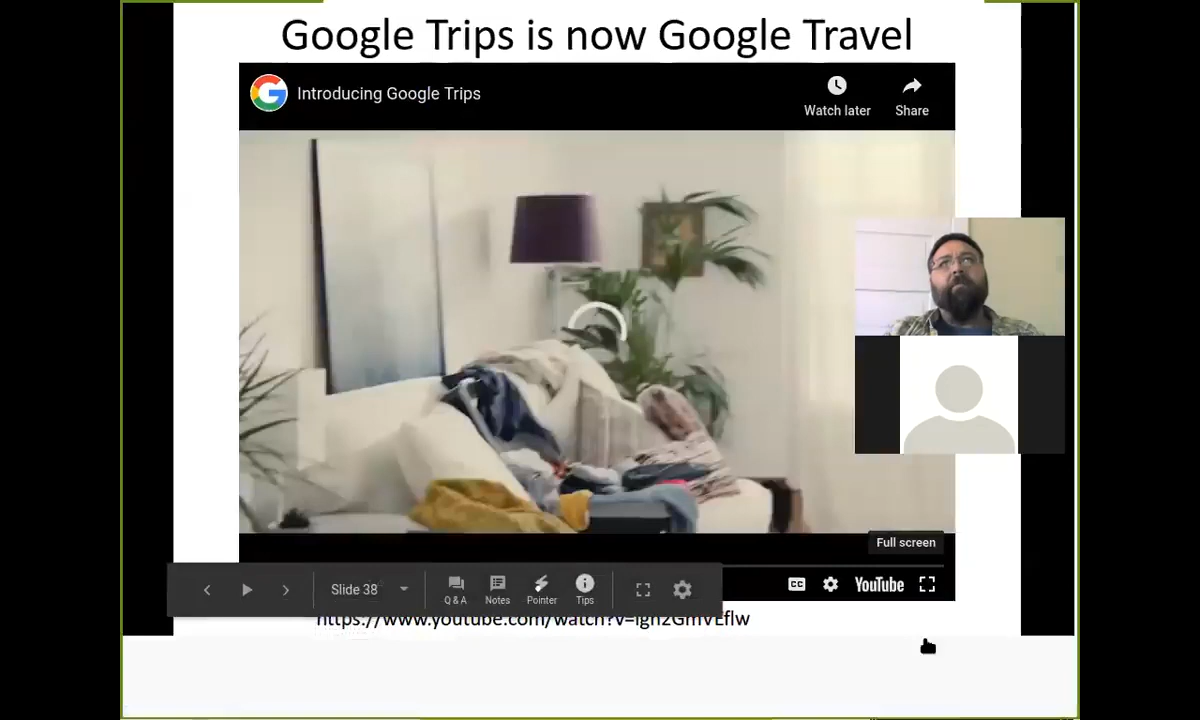 Google Trips is now Google Travel
Introducing Google Trips
Watch later
Share
Full screen
Slide 38
Q & A
Notes
Pointer
Tips
CC
YouTube